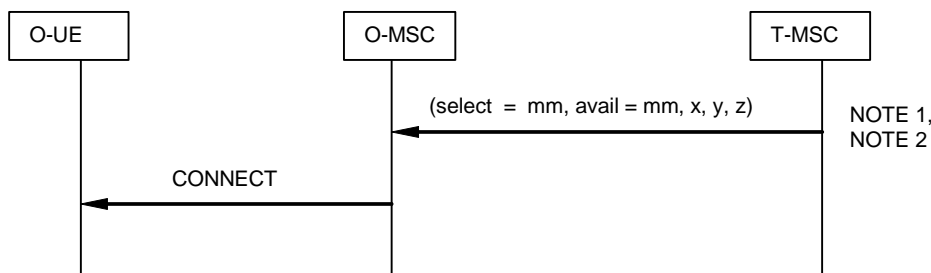 O-UE
O-MSC
T-MSC
(select = mm, avail = mm, x, y, z)
NOTE 1,
NOTE 2
CONNECT